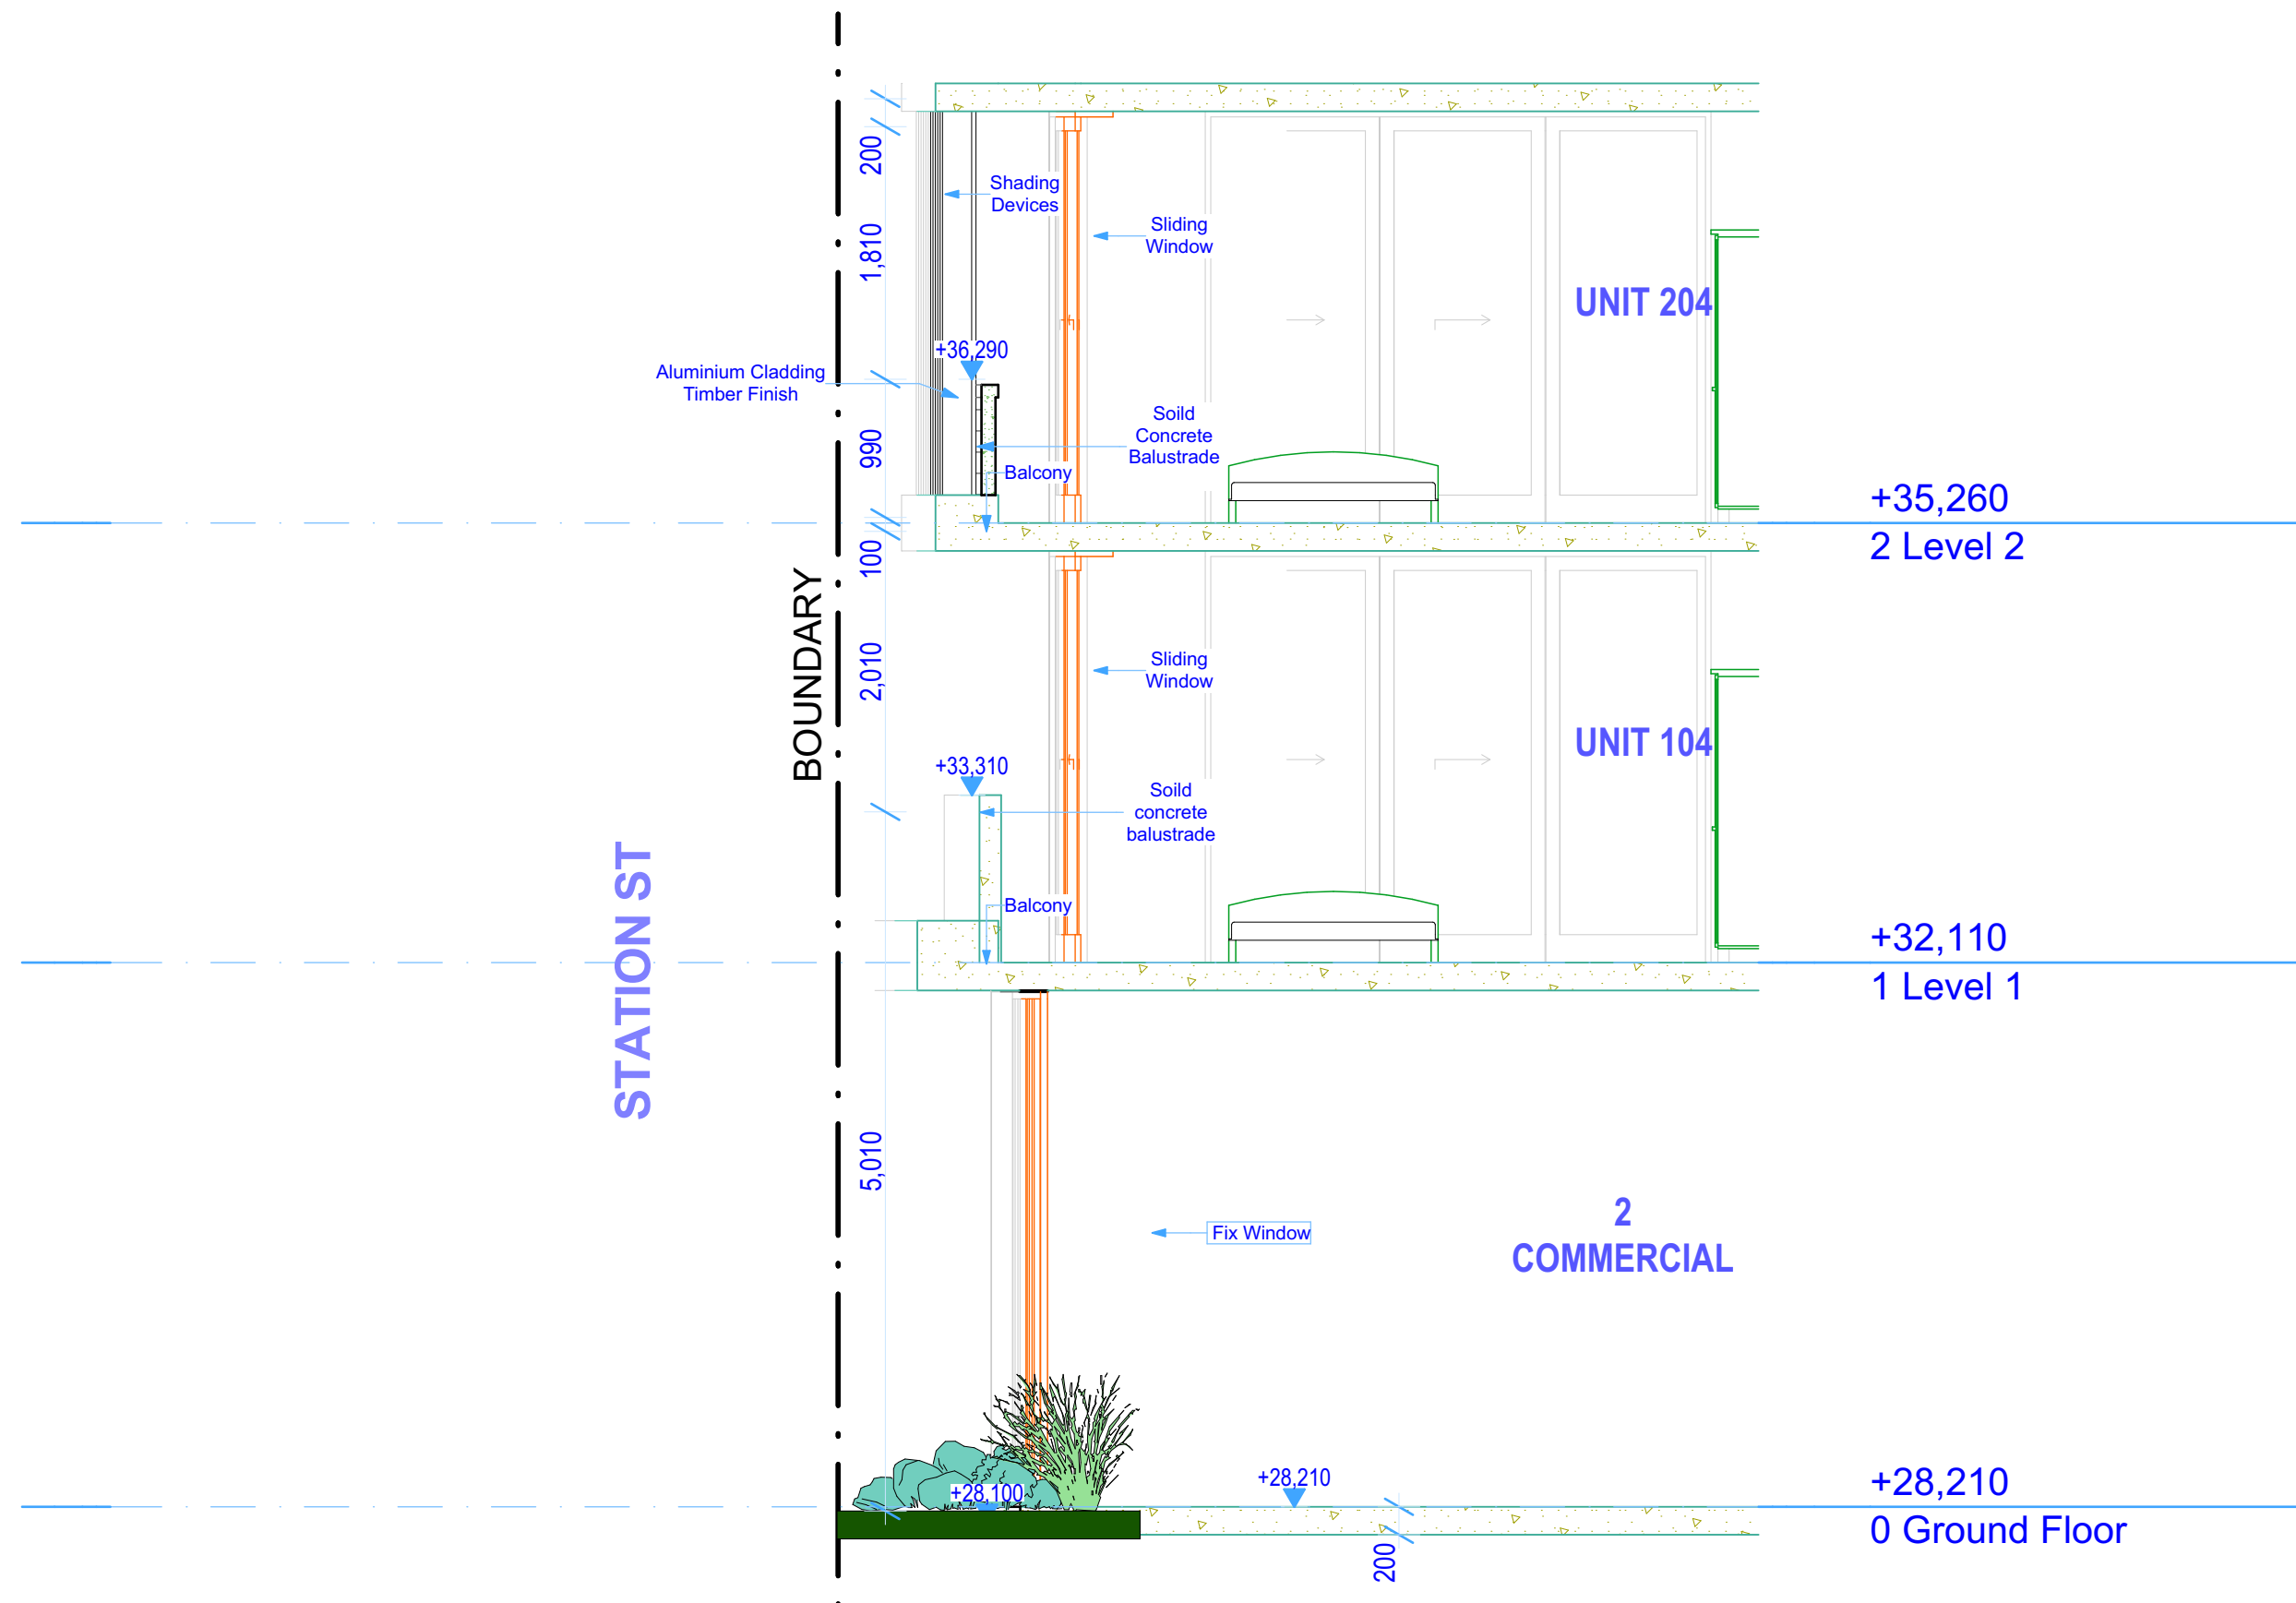 200
Shading
Devices
Sliding
Window
1,810
UNIT 204
+36,290
Aluminium Cladding
Timber Finish
Soild
Concrete
Balustrade
990
Balcony
+35,260
2 Level 2
100
BOUNDARY
Sliding
Window
2,010
UNIT 104
+33,310
Soild
concrete
balustrade
STATION ST
Balcony
+32,110
1 Level 1
5,010
Fix Window
2
COMMERCIAL
+28,100
+28,210
+28,210
0 Ground Floor
200